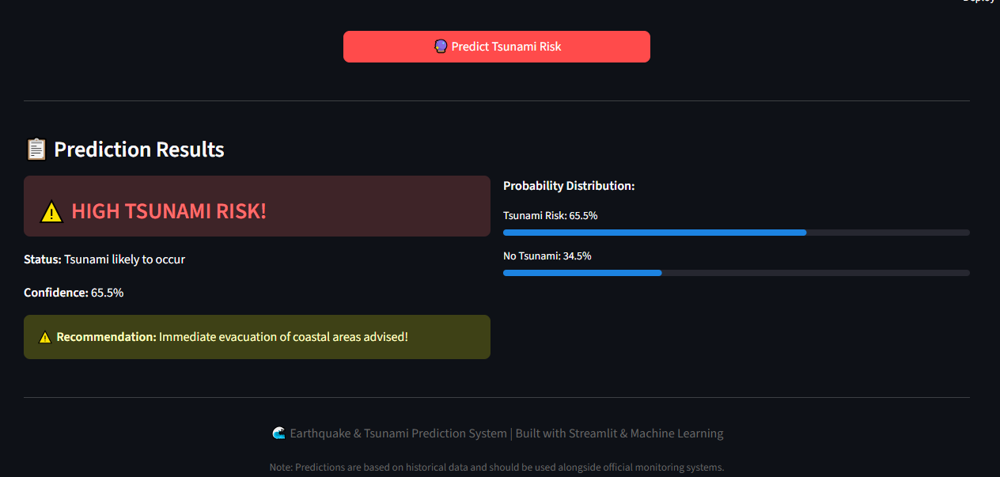 Deploy
🔮 Predict Tsunami Risk
📋 Prediction Results
⚠️ HIGH TSUNAMI RISK!
Status: Tsunami likely to occur
Confidence: 65.5%
⚠️ Recommendation: Immediate evacuation of coastal areas advised!
Probability Distribution:
Tsunami Risk: 65.5%
No Tsunami: 34.5%
🌊 Earthquake & Tsunami Prediction System | Built with Streamlit & Machine Learning
Note: Predictions are based on historical data and should be used alongside official monitoring systems.